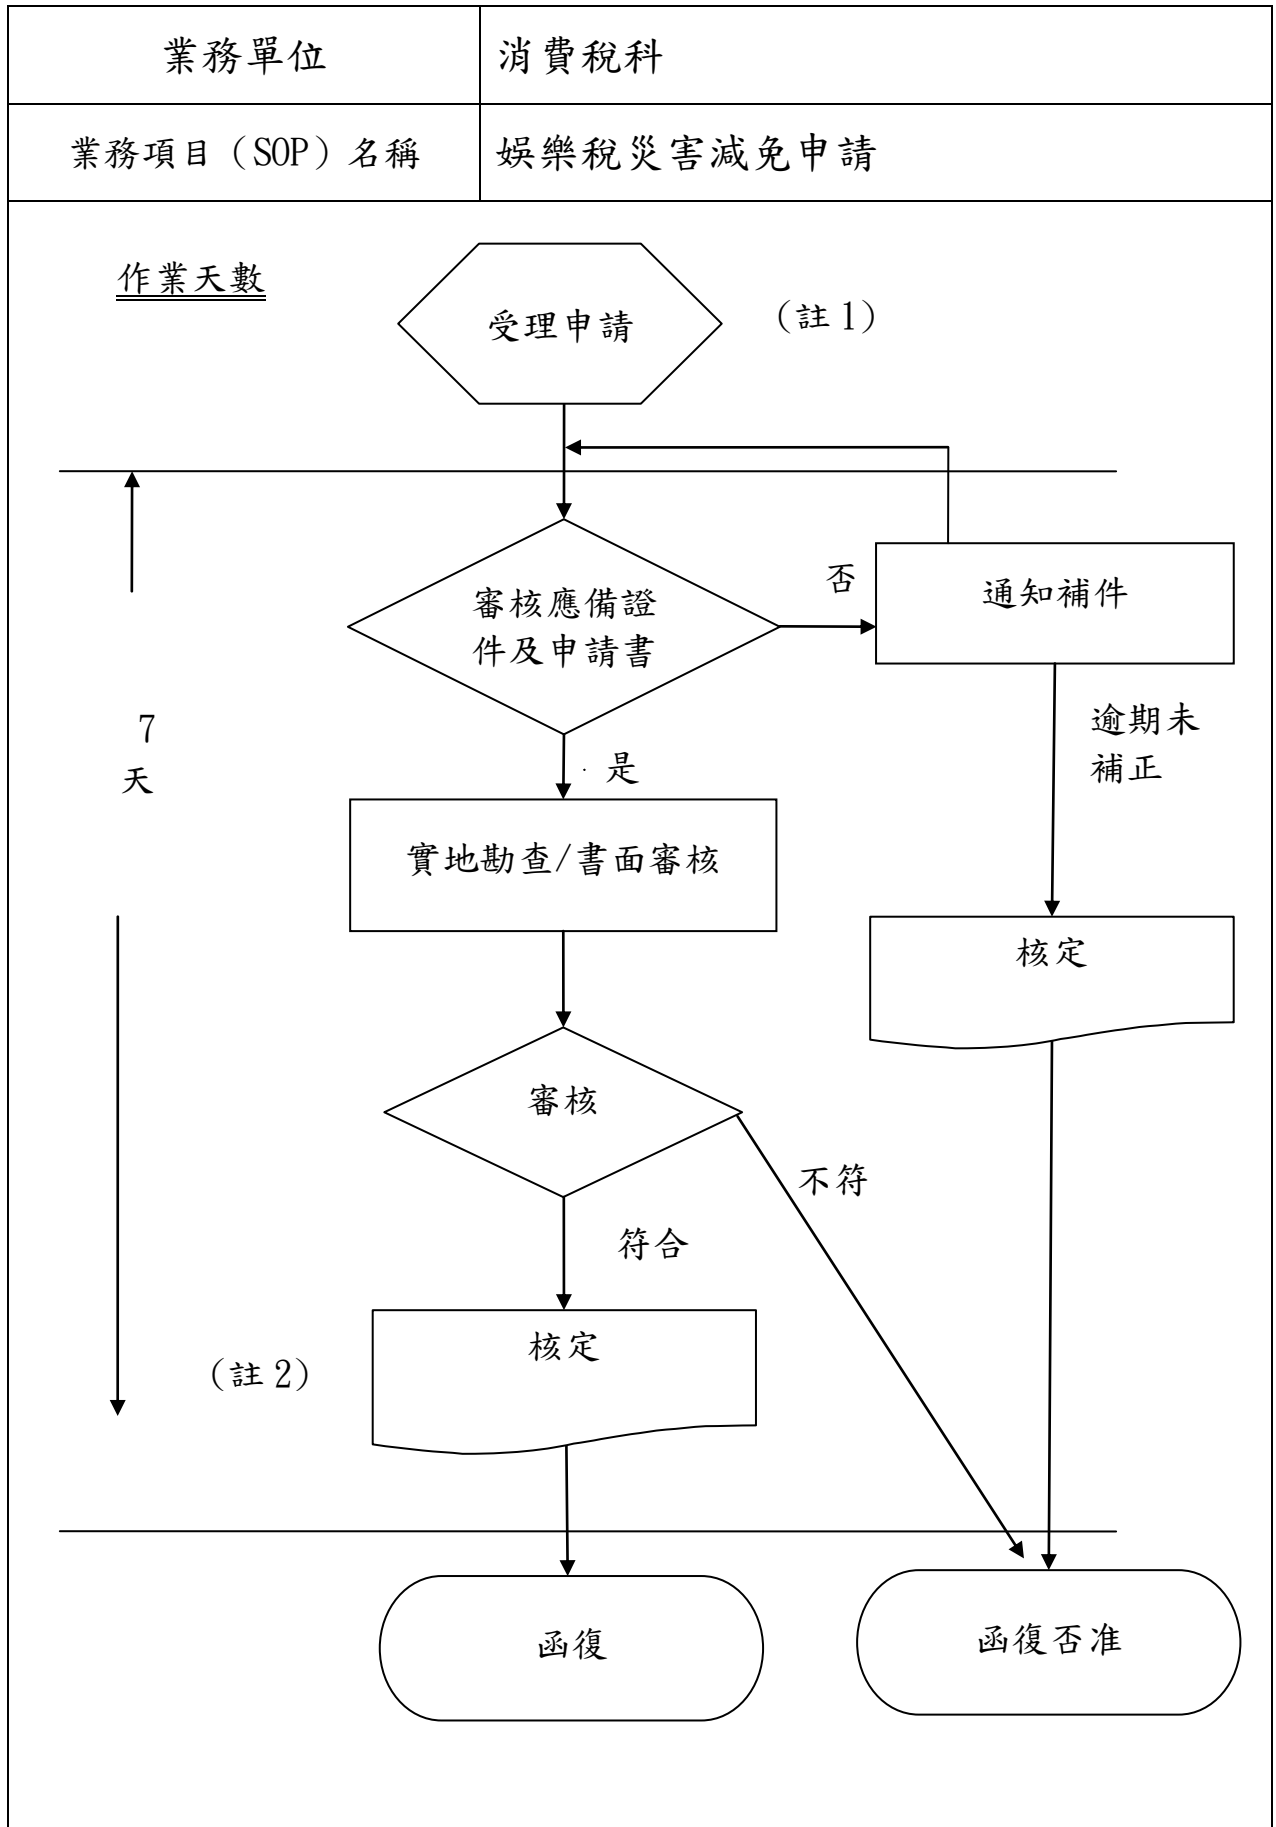 業務單位
消費稅科
業務項目（SOP）名稱
娛樂稅災害減免申請
作業天數
受理申請
(註 1)
審核應備證
件及申請書
否
通知補件
7
天
是
逾期未
補正
實地勘查/書面審核
核定
審核
不符
符合
核定
(註 2)
函復
函復否准